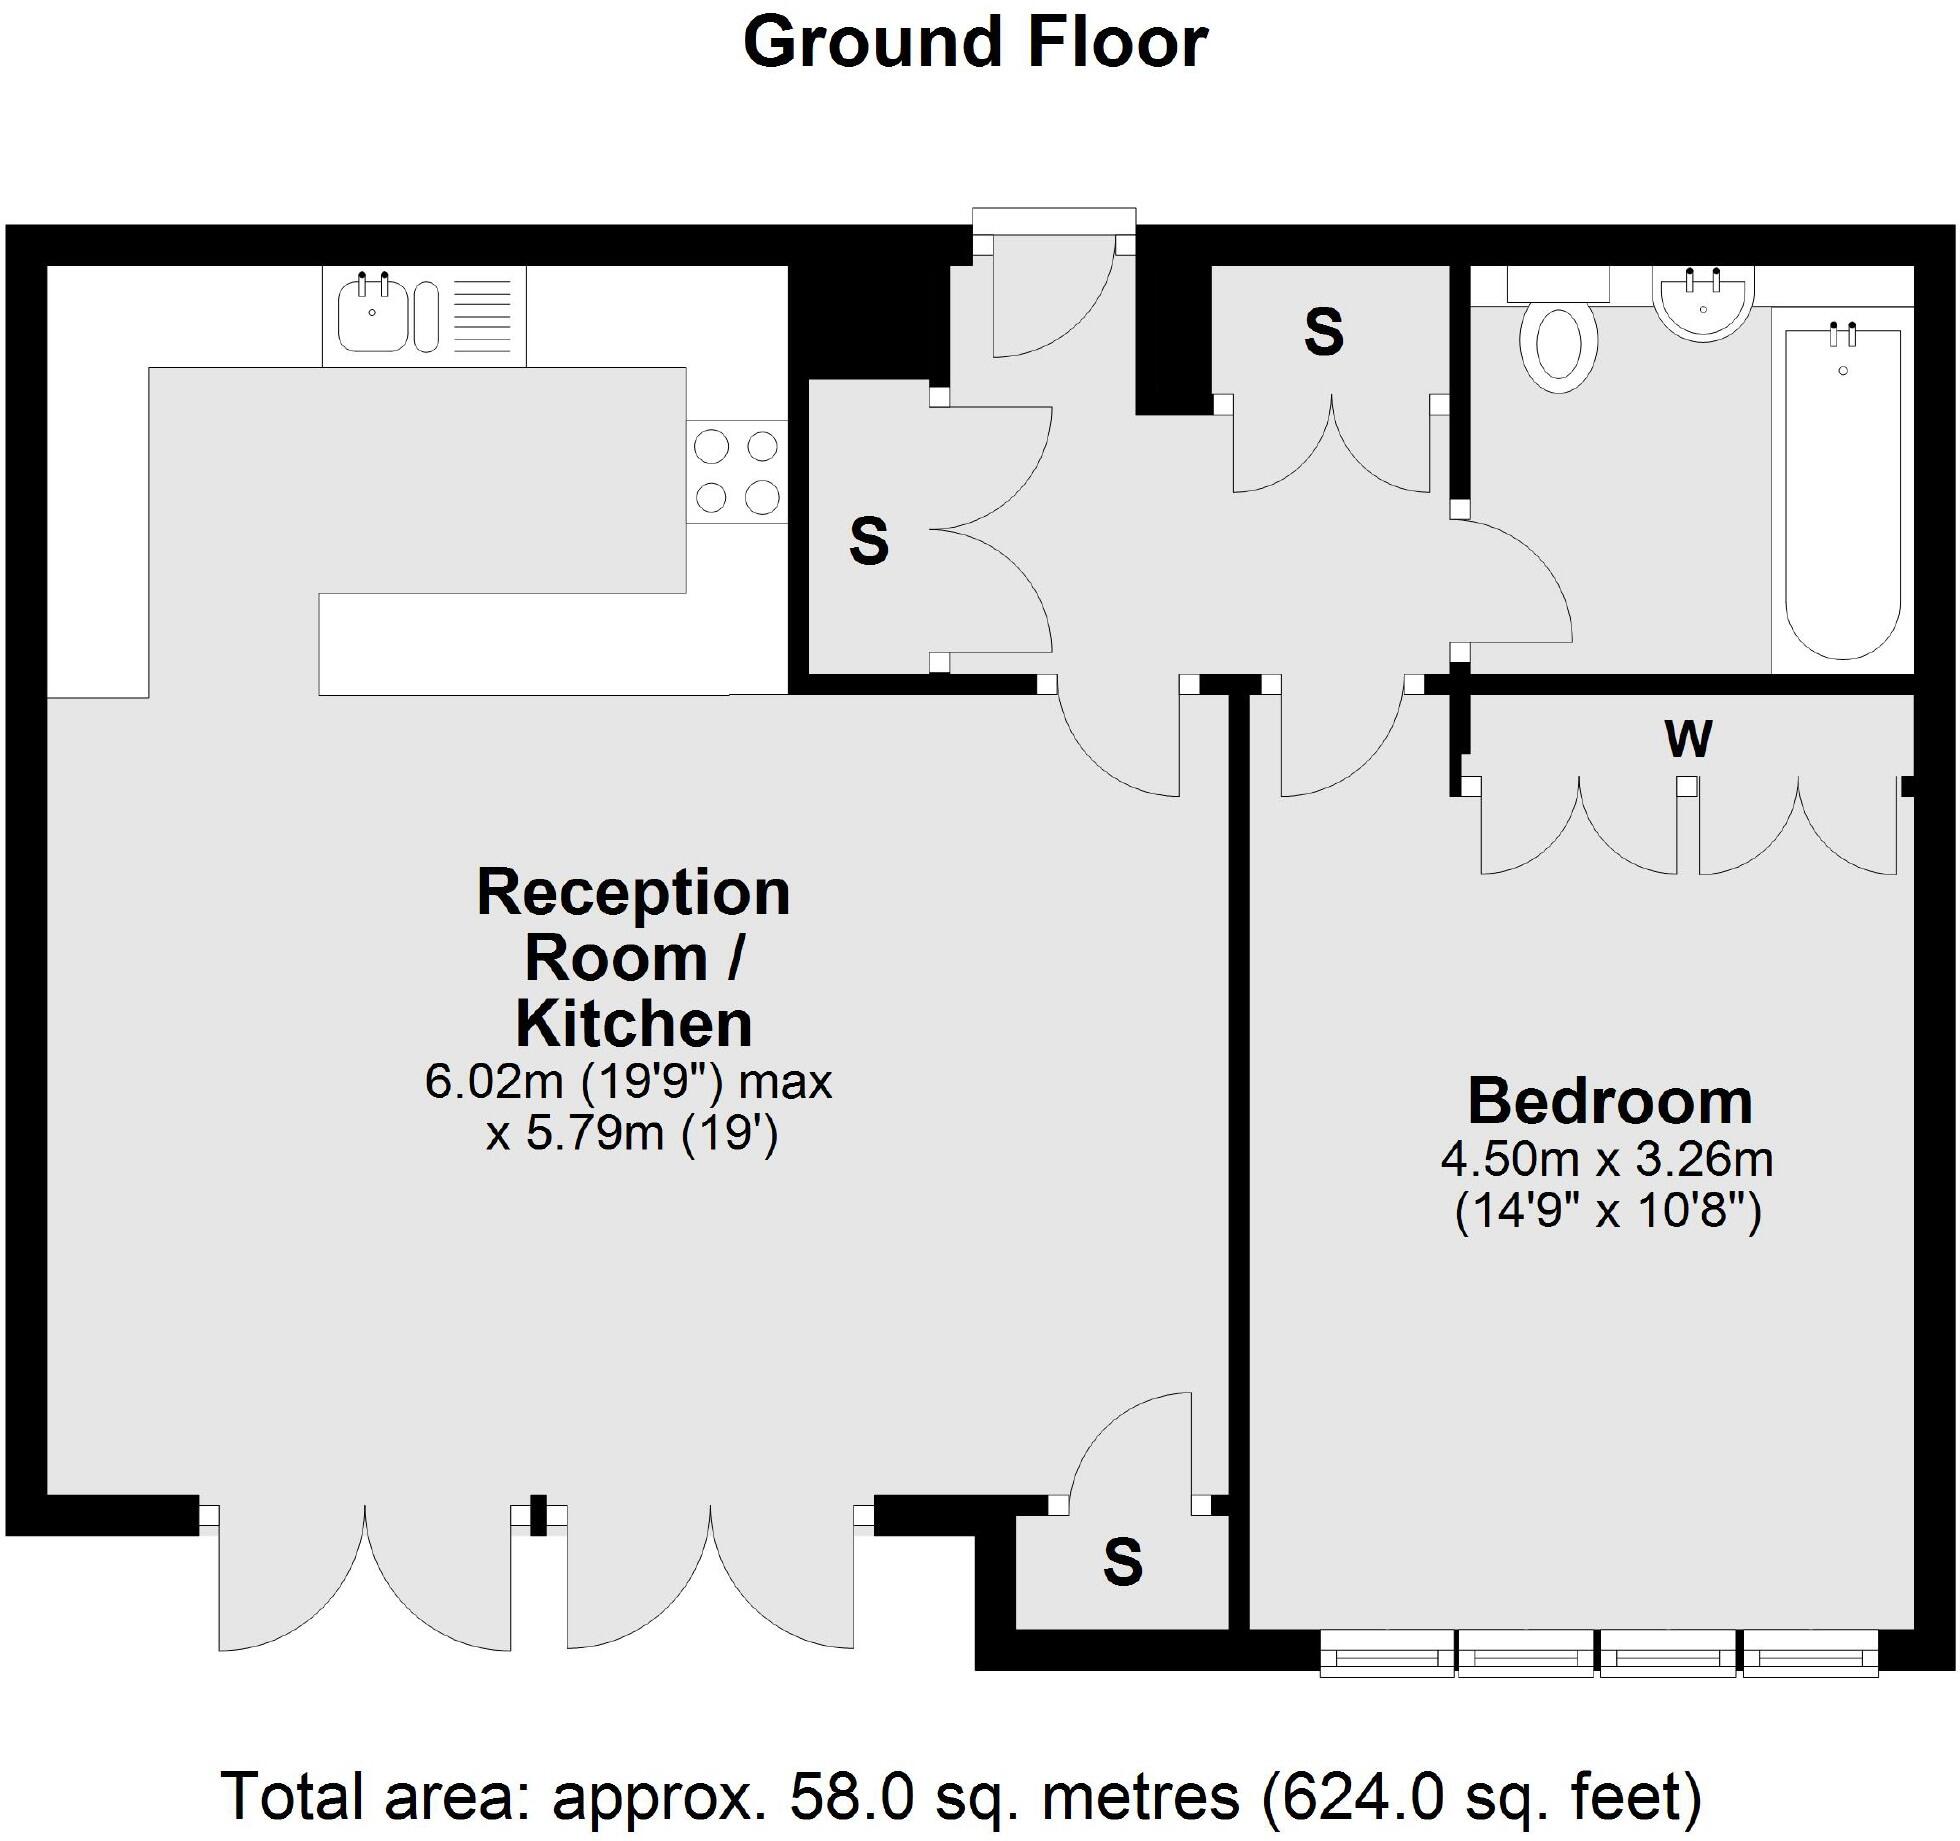 Ground Floor
S
S
W
Reception
Room /
Kitchen
6.02m (19'9") max
x 5.79m (19')
Bedroom
4.50m x 3.26m
(14'9" x 10'8")
S
Total area: approx. 58.0 sq. metres (624.0 sq. feet)